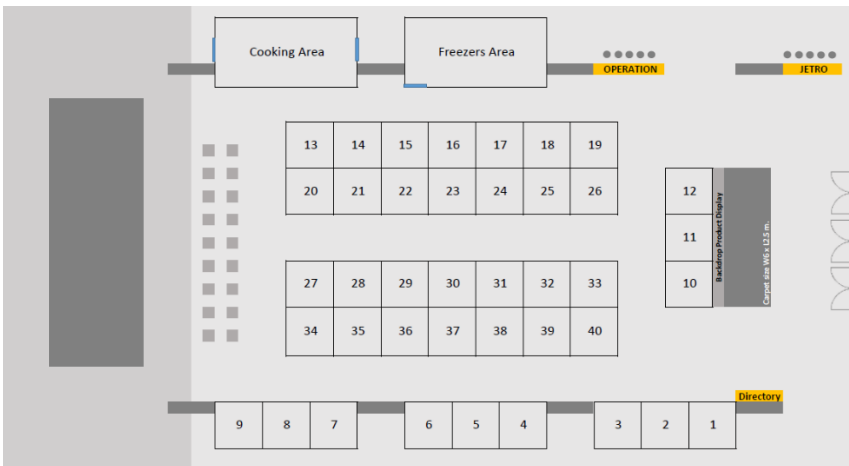 Cooking Area
Freezers Area
OPERATION
JETRO
13 14 15 16 17 18 19
20 21 22 23 24 25 26
12
11
10
Backdrop Product Display
Carpet size W6 x L2.5 m.
27 28 29 30 31 32 33
34 35 36 37 38 39 40
Directory
9 8 7 6 5 4 3 2 1